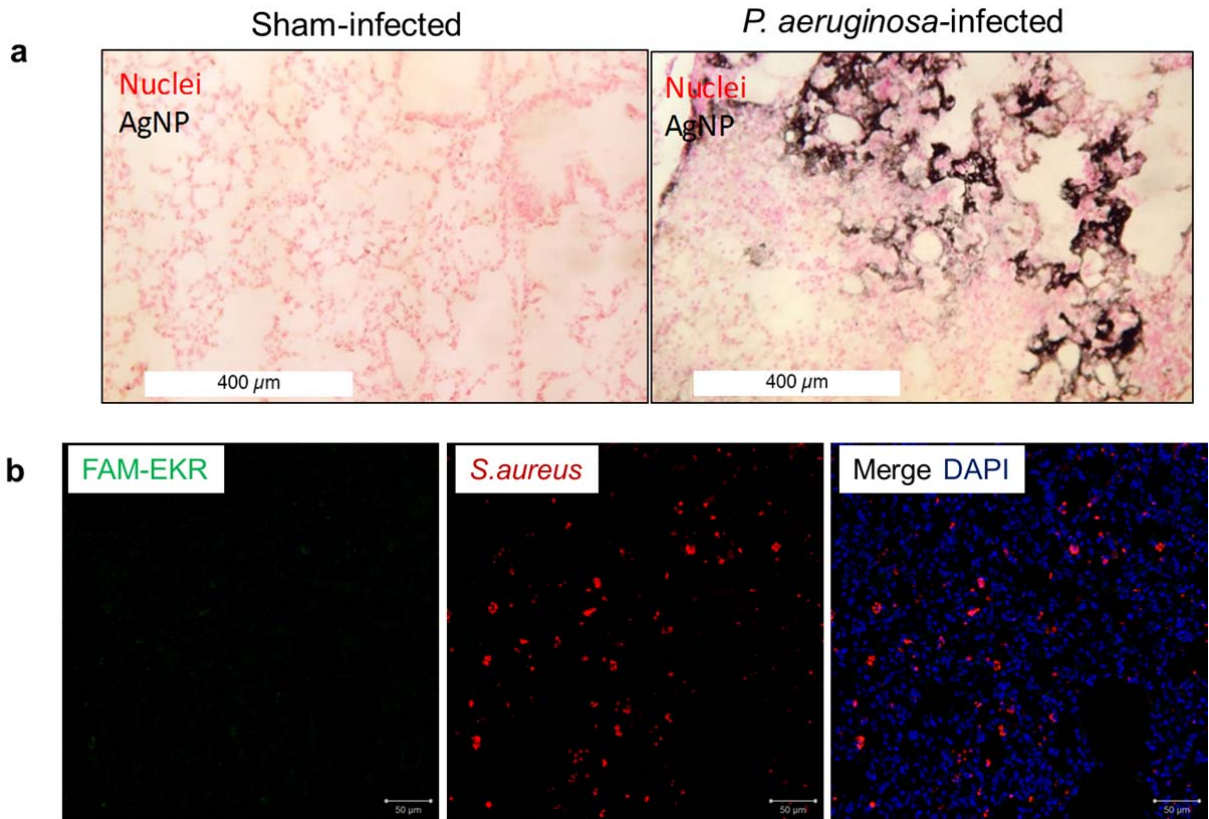 Sham-infected
P. aeruginosa-infected
a
Nuclei
AgNP
400 µm
Nuclei
AgNP
400 µm
b
FAM-EKR
S.aureus
Merge DAPI
50 µm
50 µm
50 µm